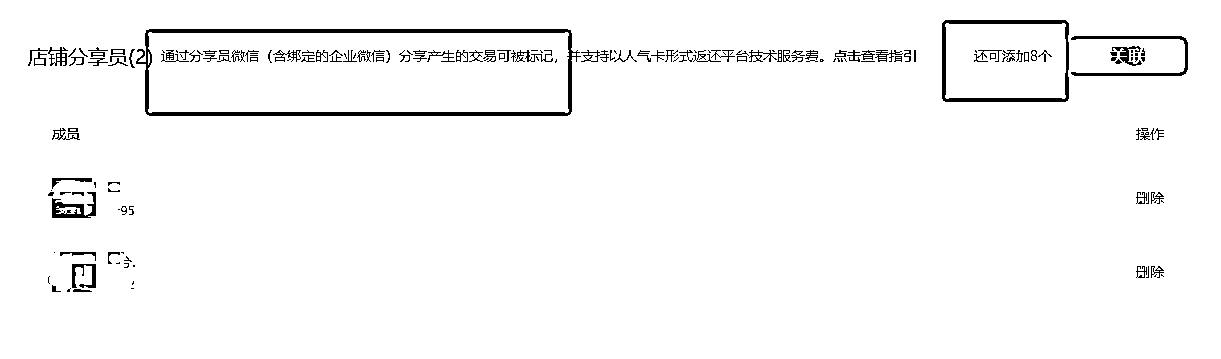 店铺分享员(2) 通过分享员微信（含绑定的企业微信）分享产生的交易可被标记，并支持以人气卡形式返还平台技术服务费。点击查看指引 还可添加8个 关联
成员 操作
95 删除
删除